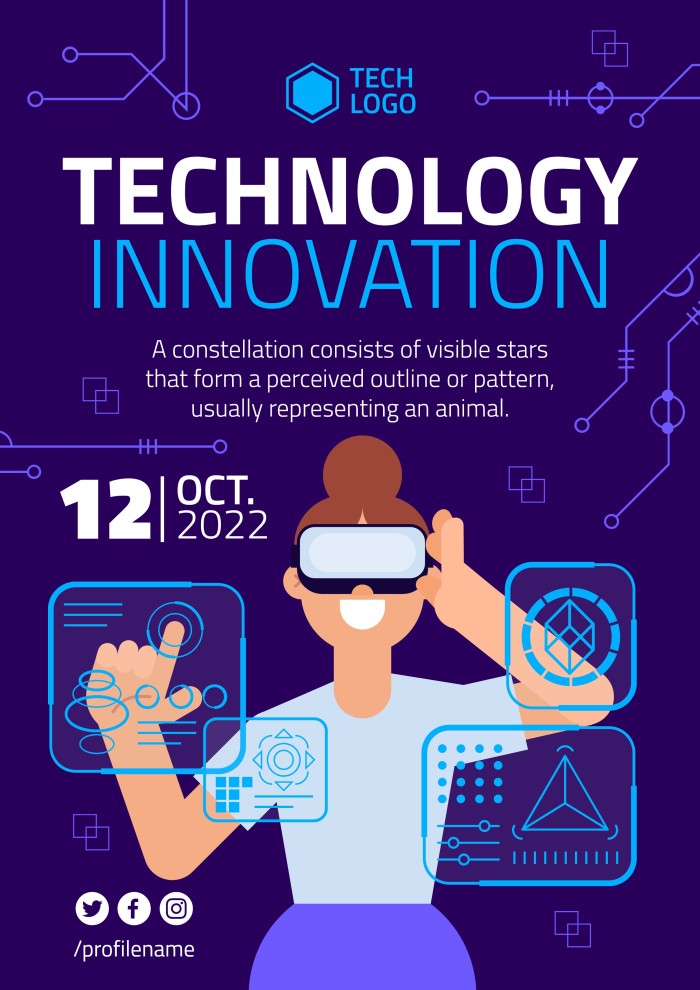 TECH
LOGO
TECHNOLOGY
INNOVATION
A constellation consists of visible stars
that form a perceived outline or pattern,
usually representing an animal.
12
OCT.
2022
/profilename